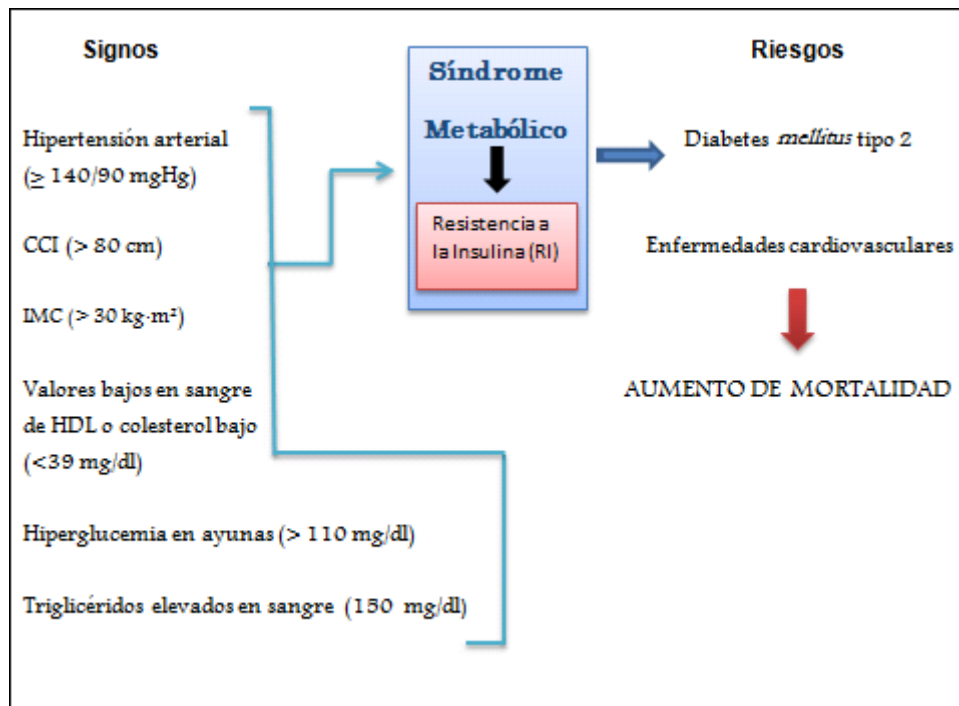 Signos
Hipertensión arterial
(≥ 140/90 mgHg)
CCI (> 80 cm)
IMC (> 30 kg·m²)
Valores bajos en sangre
de HDL o colesterol bajo
(<39 mg/dl)
Hiperglucemia en ayunas (> 110 mg/dl)
Triglicéridos elevados en sangre (150 mg/dl)
Síndrome
Metabólico
Resistencia a
la Insulina (RI)
Riesgos
Diabetes mellitus tipo 2
Enfermedades cardiovasculares
AUMENTO DE MORTALIDAD